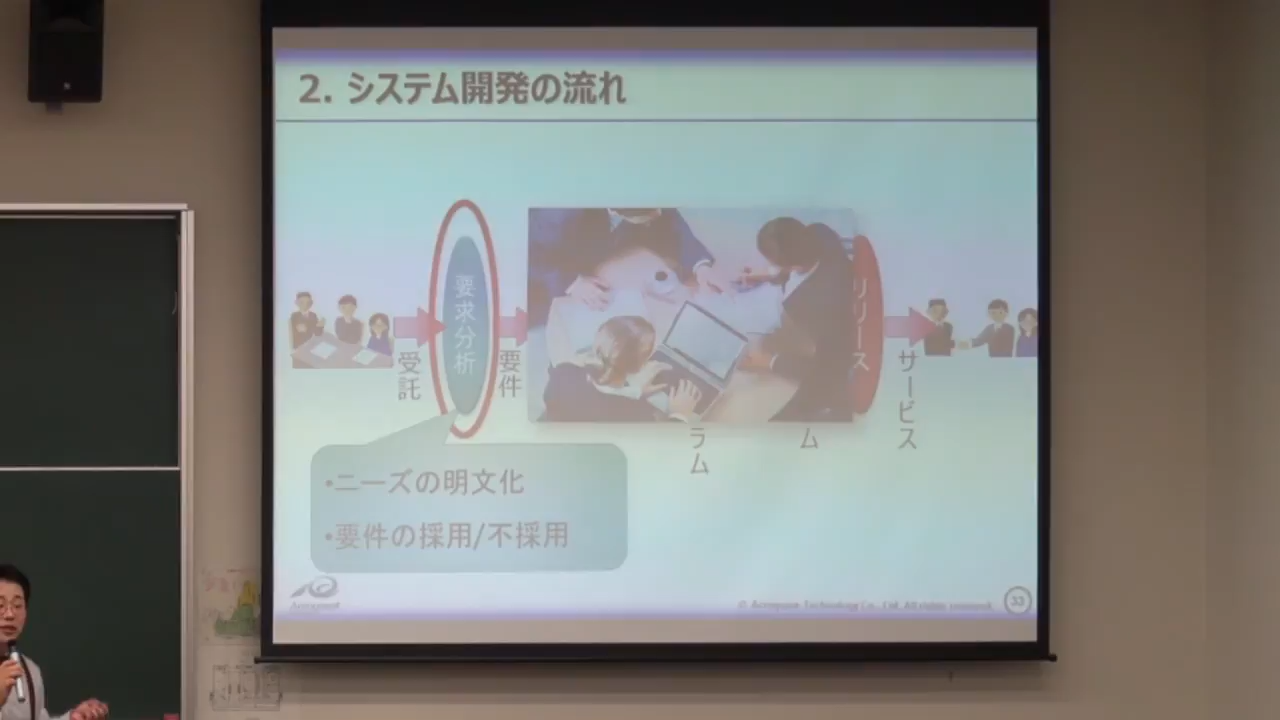 2. システム開発の流れ
受託
要求分析
要件
ラム
ム
リリース
サービス
•ニーズの明文化
•要件の採用/不採用
33